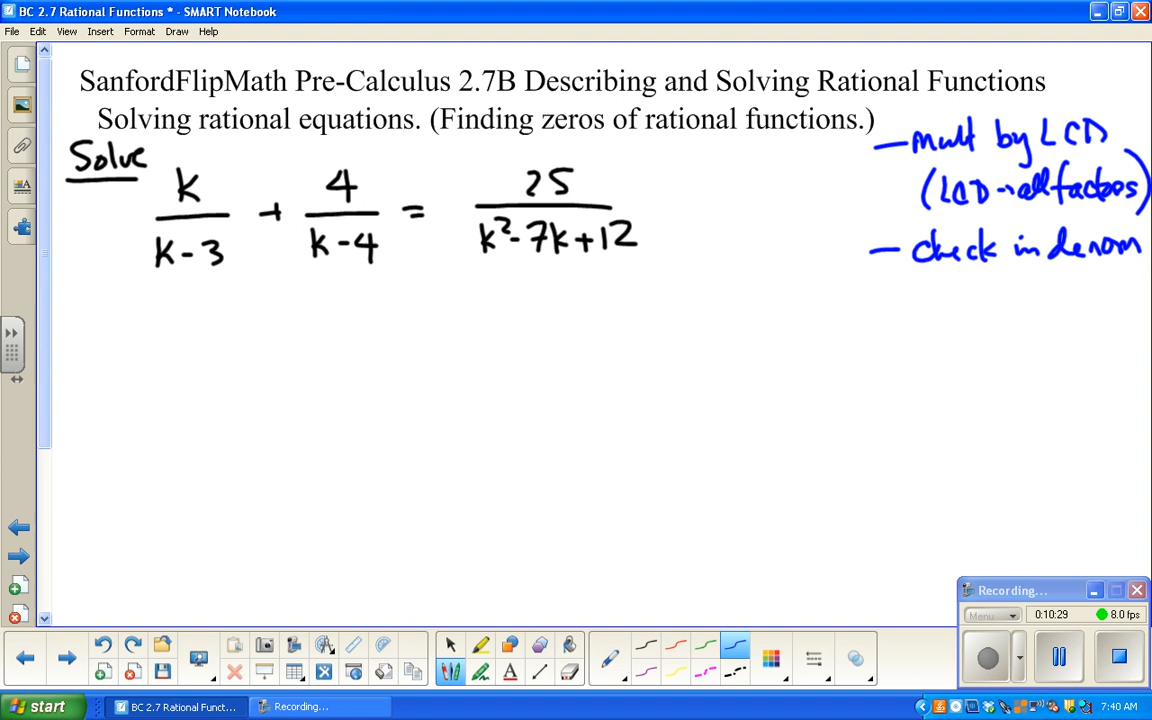 BC 2.7 Rational Functions * - SMART Notebook
File Edit View Insert Format Draw Help
SanfordFlipMath Pre-Calculus 2.7B Describing and Solving Rational Functions
Solving rational equations. (Finding zeros of rational functions.)
Solve
k/(k-3) + 4/(k-4) = 25/(k²-7k+12)
– mult by LCD
(LCD → all factors)
– check in denom
Recording...
Menu 0:10:29 8.0 fps
start BC 2.7 Rational Funct... Recording... 7:40 AM